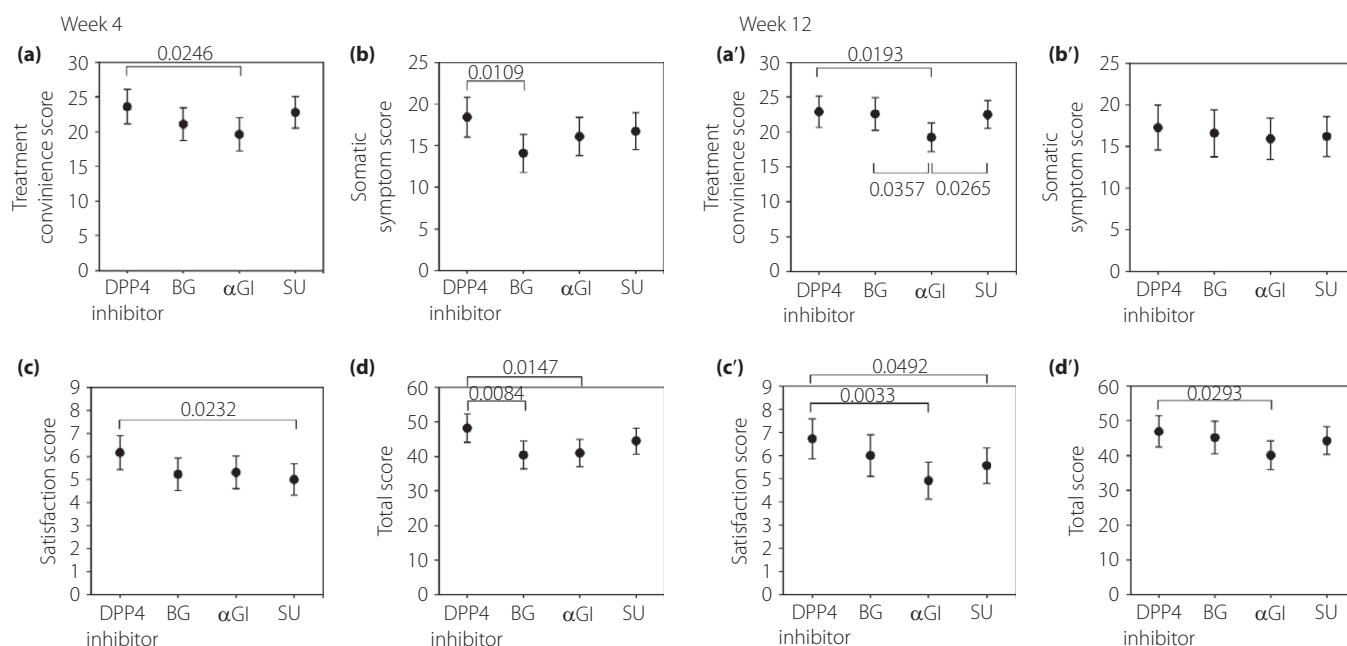 Week 4
(a)
0.0246
Treatment
convinience score
30
25
20
15
10
5
0
DPP4
inhibitor
BG
αGI
SU
(b)
0.0109
Somatic
symptom score
25
20
15
10
5
0
DPP4
inhibitor
BG
αGI
SU
Week 12
(a′)
0.0193
0.0357
0.0265
Treatment
convinience score
30
25
20
15
10
5
0
DPP4
inhibitor
BG
αGI
SU
(b′)
Somatic
symptom score
25
20
15
10
5
0
DPP4
inhibitor
BG
αGI
SU
(c)
0.0232
Satisfaction score
9
8
7
6
5
4
3
2
1
0
DPP4
inhibitor
BG
αGI
SU
(d)
0.0147
0.0084
Total score
60
50
40
30
20
10
0
DPP4
inhibitor
BG
αGI
SU
(c′)
0.0492
0.0033
Satisfaction score
9
8
7
6
5
4
3
2
1
0
DPP4
inhibitor
BG
αGI
SU
(d′)
0.0293
Total score
60
50
40
30
20
10
0
DPP4
inhibitor
BG
αGI
SU